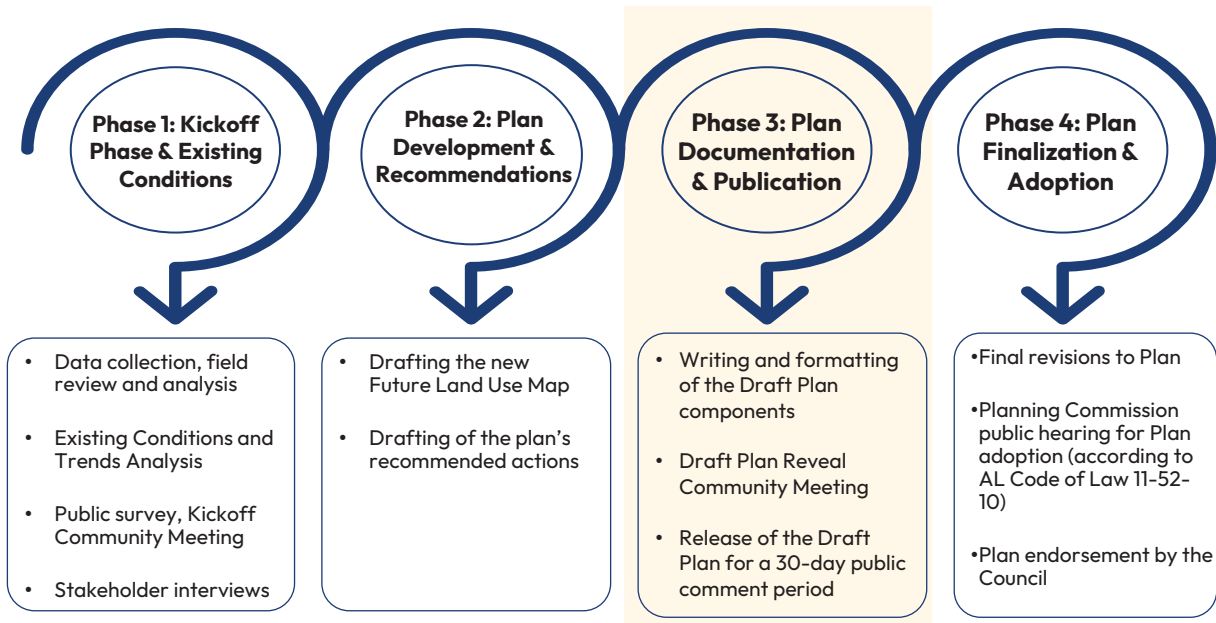 Phase 1: Kickoff
Phase & Existing
Conditions
Phase 2: Plan
Development &
Recommendations
Phase 3: Plan
Documentation
& Publication
Phase 4: Plan
Finalization &
Adoption
• Data collection, field
review and analysis
• Existing Conditions and
Trends Analysis
• Public survey, Kickoff
Community Meeting
• Stakeholder interviews
• Drafting the new
Future Land Use Map
• Drafting of the plan's
recommended actions
• Writing and formatting
of the Draft Plan
components
• Draft Plan Reveal
Community Meeting
• Release of the Draft
Plan for a 30-day public
comment period
•Final revisions to Plan
•Planning Commission
public hearing for Plan
adoption (according to
AL Code of Law 11-52-
10)
•Plan endorsement by the
Council